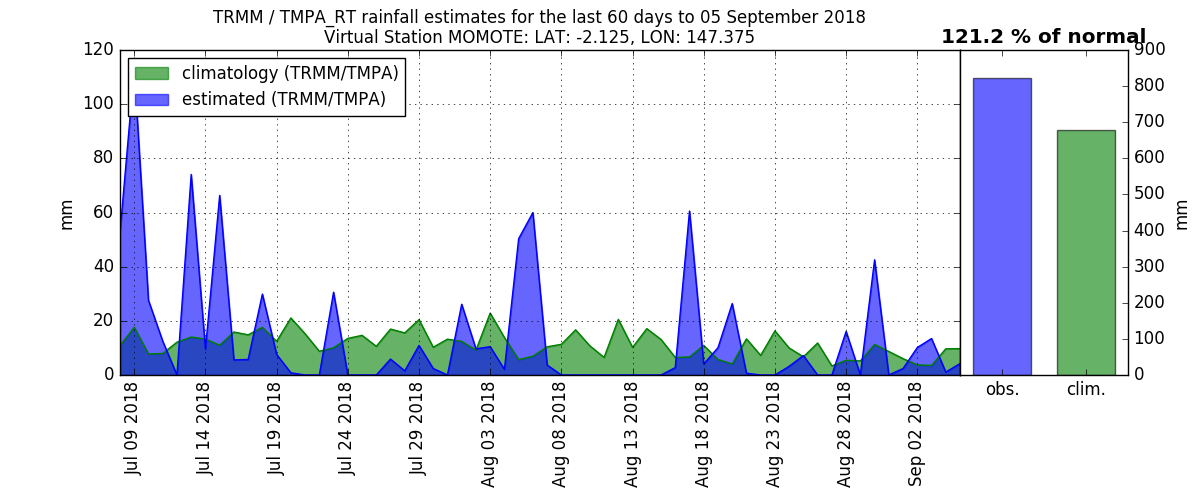 TRMM / TMPA_RT rainfall estimates for the last 60 days to 05 September 2018
Virtual Station MOMOTE: LAT: -2.125, LON: 147.375
121.2 % of normal
climatology (TRMM/TMPA)
estimated (TRMM/TMPA)
120
100
80
60
40
20
0
mm
Jul 09 2018
Jul 14 2018
Jul 19 2018
Jul 24 2018
Jul 29 2018
Aug 03 2018
Aug 08 2018
Aug 13 2018
Aug 18 2018
Aug 23 2018
Aug 28 2018
Sep 02 2018
900
800
700
600
500
400
300
200
100
0
mm
obs.
clim.